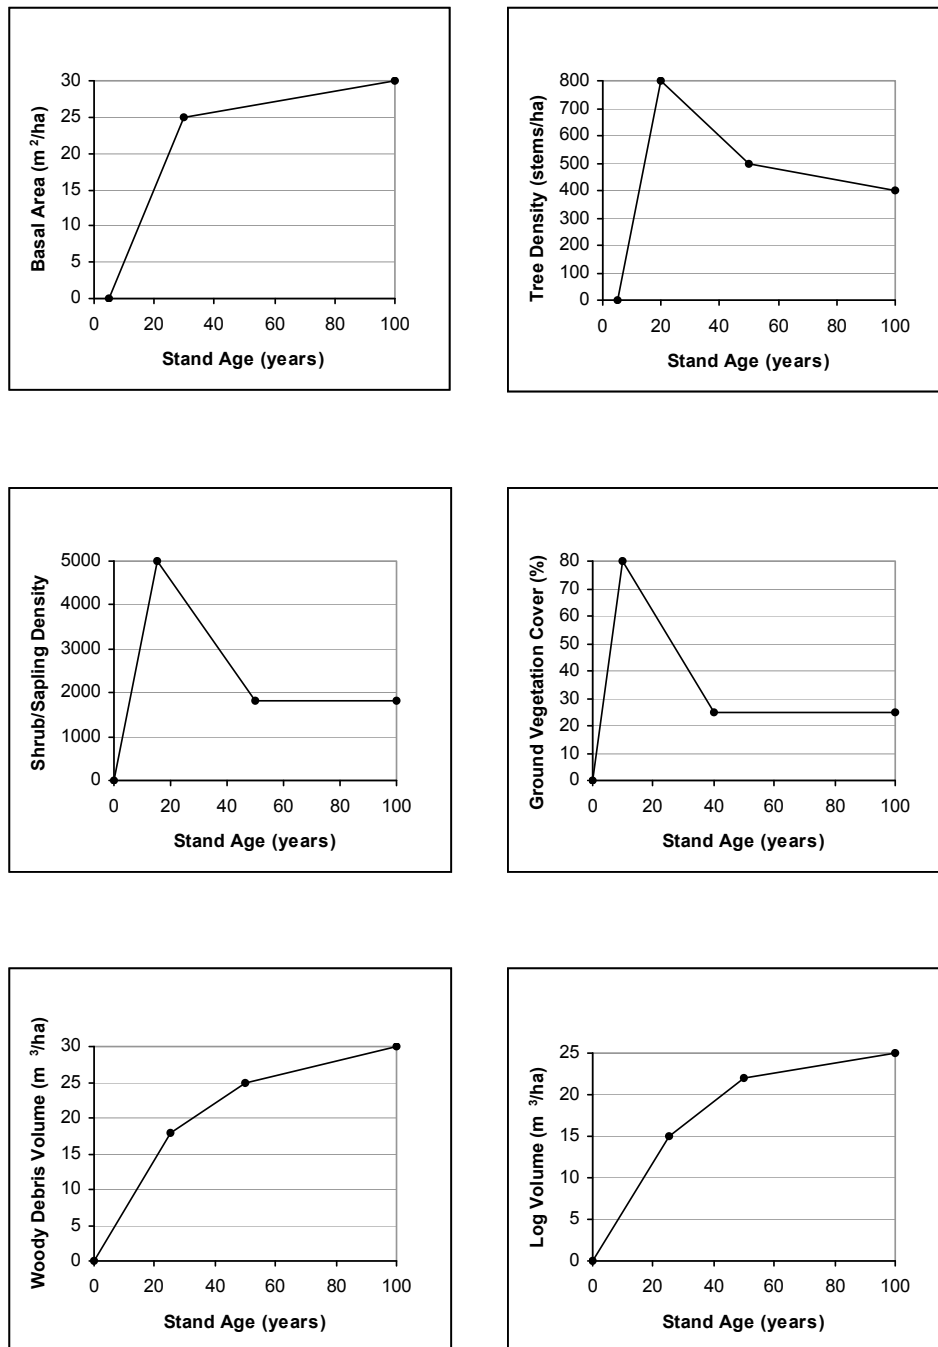 Basal Area (m²/ha)
30
25
20
15
10
5
0
0 20 40 60 80 100
Stand Age (years)
Tree Density (stems/ha)
800
700
600
500
400
300
200
100
0
0 20 40 60 80 100
Stand Age (years)
Shrub/Sapling Density
5000
4000
3000
2000
1000
0
0 20 40 60 80 100
Stand Age (years)
Ground Vegetation Cover (%)
80
70
60
50
40
30
20
10
0
0 20 40 60 80 100
Stand Age (years)
Woody Debris Volume (m ³/ha)
30
25
20
15
10
5
0
0 20 40 60 80 100
Stand Age (years)
Log Volume (m ³/ha)
25
20
15
10
5
0
0 20 40 60 80 100
Stand Age (years)